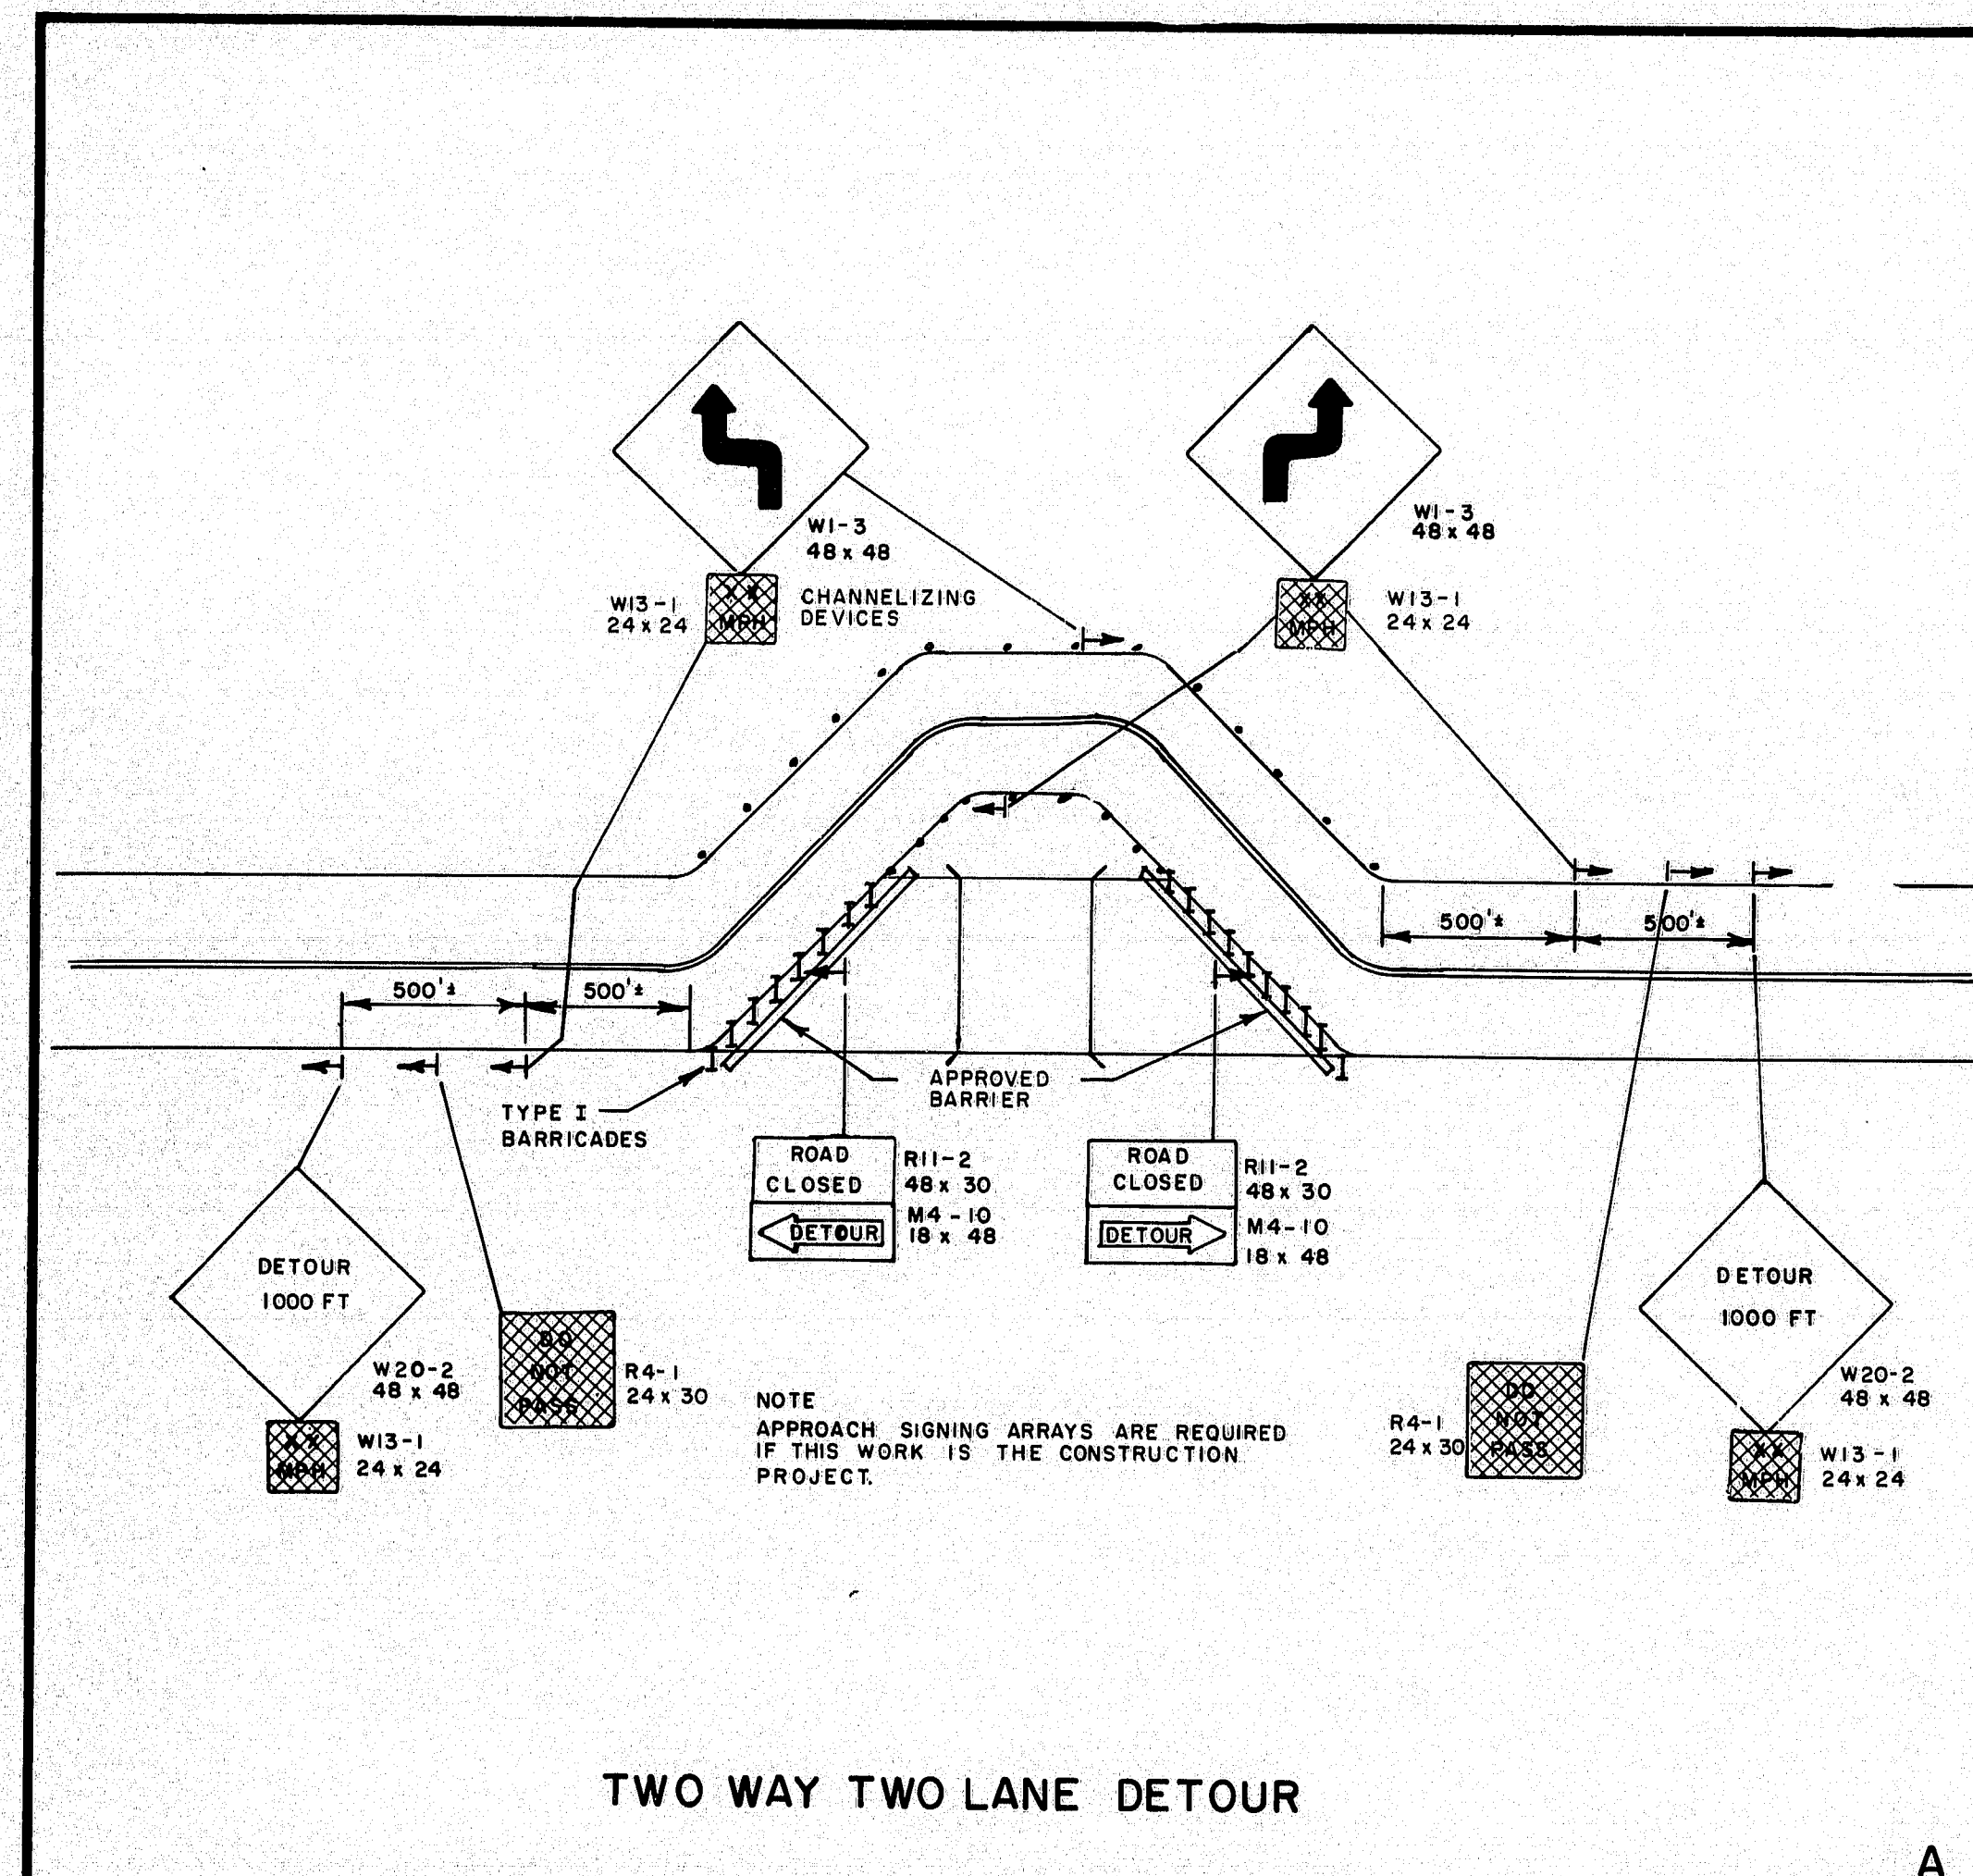 W1-3
48 x 48
W1-3
48 x 48
W13-1
24 x 24
XX
MPH
CHANNELIZING
DEVICES
XX
MPH
W13-1
24 x 24
500'±
500'±
500'±
500'±
APPROVED
BARRIER
TYPE I
BARRICADES
ROAD
CLOSED
R11-2
48 x 30
DETOUR
M4-10
18 x 48
ROAD
CLOSED
R11-2
48 x 30
DETOUR
M4-10
18 x 48
DETOUR
1000 FT
W20-2
48 x 48
XX
MPH
W13-1
24 x 24
DO
NOT
PASS
R4-1
24 x 30
NOTE
APPROACH SIGNING ARRAYS ARE REQUIRED
IF THIS WORK IS THE CONSTRUCTION
PROJECT.
R4-1
24 x 30
DO
NOT
PASS
DETOUR
1000 FT
W20-2
48 x 48
XX
MPH
W13-1
24 x 24
TWO WAY TWO LANE DETOUR
A